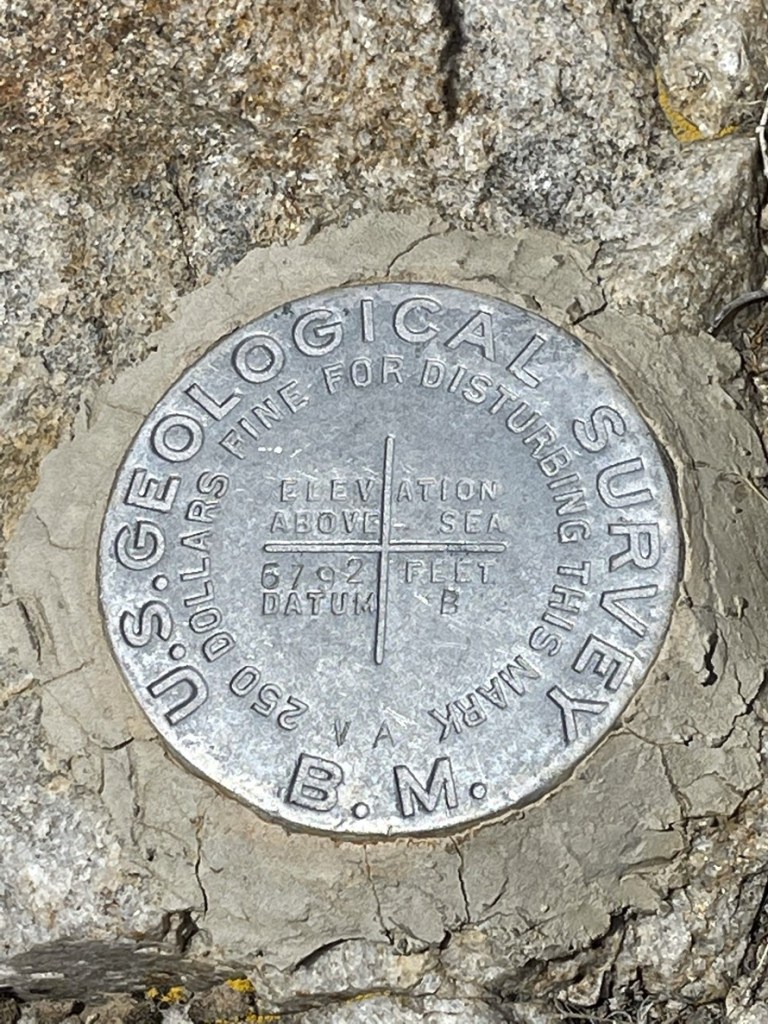 U.S. GEOLOGICAL SURVEY
250 DOLLARS FINE FOR DISTURBING THIS MARK
ELEVATION
ABOVE - SEA
6792 FEET
DATUM B
V A
B. M.